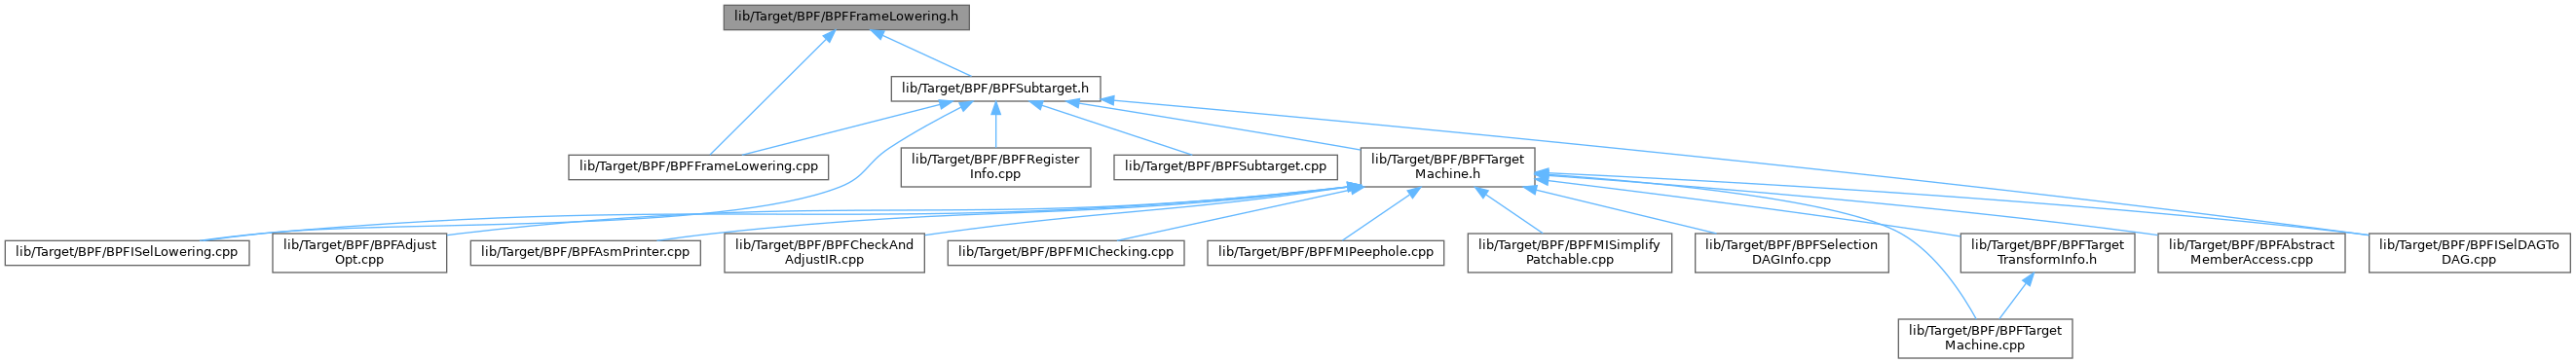 lib/Target/BPF/BPFFrameLowering.h
lib/Target/BPF/BPFSubtarget.h
lib/Target/BPF/BPFFrameLowering.cpp
lib/Target/BPF/BPFRegister
Info.cpp
lib/Target/BPF/BPFSubtarget.cpp
lib/Target/BPF/BPFTarget
Machine.h
lib/Target/BPF/BPFISelLowering.cpp
lib/Target/BPF/BPFAdjust
Opt.cpp
lib/Target/BPF/BPFAsmPrinter.cpp
lib/Target/BPF/BPFCheckAnd
AdjustIR.cpp
lib/Target/BPF/BPFMIChecking.cpp
lib/Target/BPF/BPFMIPeephole.cpp
lib/Target/BPF/BPFMISimplify
Patchable.cpp
lib/Target/BPF/BPFSelection
DAGInfo.cpp
lib/Target/BPF/BPFTarget
TransformInfo.h
lib/Target/BPF/BPFAbstract
MemberAccess.cpp
lib/Target/BPF/BPFISelDAGTo
DAG.cpp
lib/Target/BPF/BPFTarget
Machine.cpp